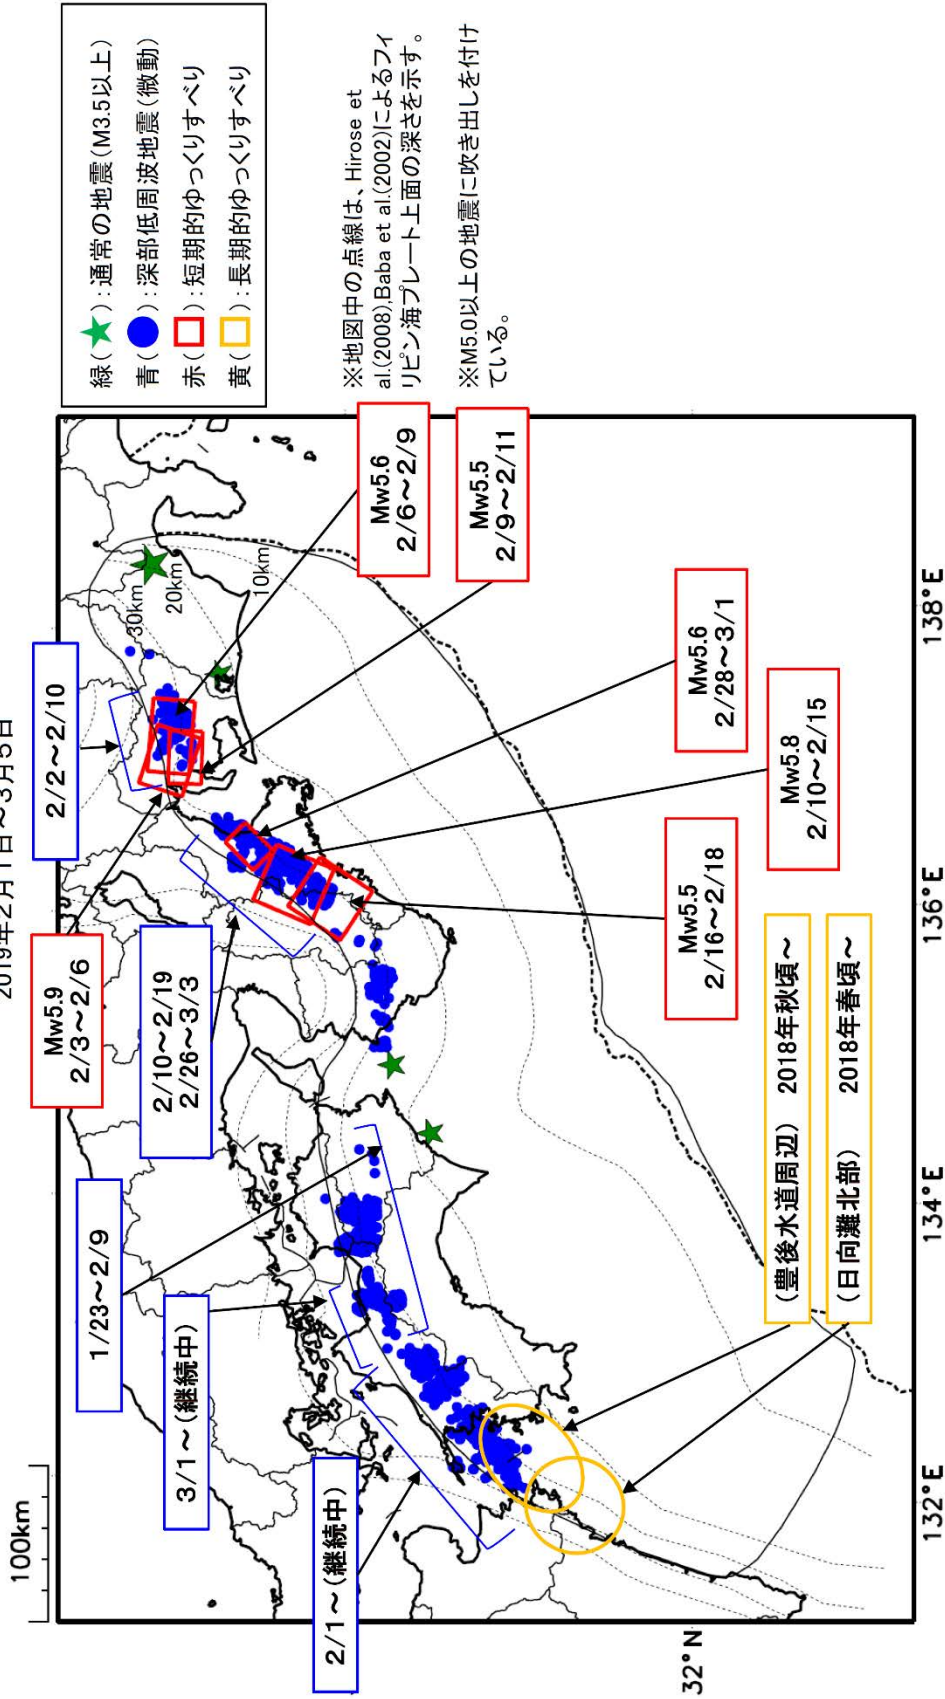 2019年2月1日～3月5日
100km
緑(★):通常の地震(M3.5以上)
青(●):深部低周波地震(微動)
赤(□):短期的ゆっくりすべり
黄(□):長期的ゆっくりすべり
※地図中の点線は、Hirose et
al.(2008),Baba et al.(2002)によるフィ
リピン海プレート上面の深さを示す。
※M5.0以上の地震に吹き出しを付け
ている。
2/1～(継続中)
3/1～(継続中)
1/23～2/9
2/10～2/19
2/26～3/3
Mw5.9
2/3～2/6
2/2～2/10
30km
20km
10km
Mw5.6
2/6～2/9
Mw5.5
2/9～2/11
Mw5.6
2/28～3/1
Mw5.8
2/10～2/15
Mw5.5
2/16～2/18
(豊後水道周辺) 2018年秋頃～
(日向灘北部) 2018年春頃～
32°N
132°E
134°E
136°E
138°E